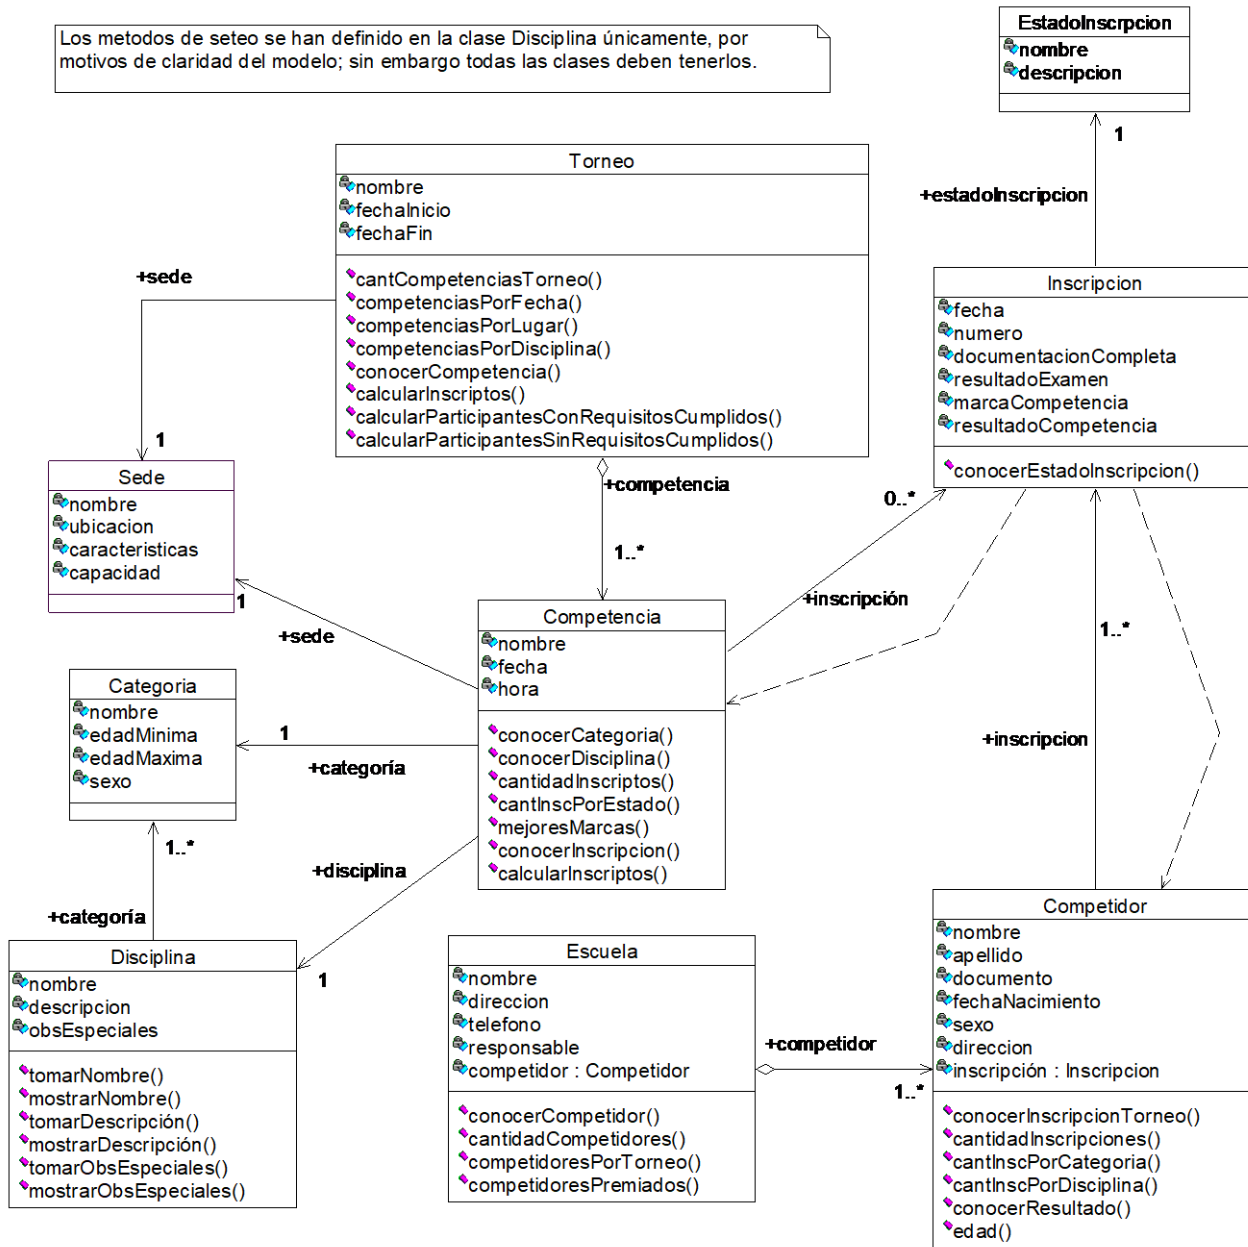 Los metodos de seteo se han definido en la clase Disciplina únicamente, por
motivos de claridad del modelo; sin embargo todas las clases deben tenerlos.
EstadoInscrpcion
nombre
descripcion
1
+estadoInscripcion
Torneo
nombre
fechaInicio
fechaFin
cantCompetenciasTorneo()
competenciasPorFecha()
competenciasPorLugar()
competenciasPorDisciplina()
conocerCompetencia()
calcularInscriptos()
calcularParticipantesConRequisitosCumplidos()
calcularParticipantesSinRequisitosCumplidos()
+sede
1
Inscripcion
fecha
numero
documentacionCompleta
resultadoExamen
marcaCompetencia
resultadoCompetencia
conocerEstadoInscripcion()
Sede
nombre
ubicacion
caracteristicas
capacidad
+competencia
1..*
0..*
+inscripción
1
+sede
Competencia
nombre
fecha
hora
conocerCategoria()
conocerDisciplina()
cantidadInscriptos()
cantInscPorEstado()
mejoresMarcas()
conocerInscripcion()
calcularInscriptos()
1..*
+inscripcion
Categoria
nombre
edadMinima
edadMaxima
sexo
1
+categoría
1..*
+categoría
+disciplina
1
Disciplina
nombre
descripcion
obsEspeciales
tomarNombre()
mostrarNombre()
tomarDescripción()
mostrarDescripción()
tomarObsEspeciales()
mostrarObsEspeciales()
Escuela
nombre
direccion
telefono
responsable
competidor : Competidor
conocerCompetidor()
cantidadCompetidores()
competidoresPorTorneo()
competidoresPremiados()
+competidor
1..*
Competidor
nombre
apellido
documento
fechaNacimiento
sexo
direccion
inscripción : Inscripcion
conocerInscripcionTorneo()
cantidadInscripciones()
cantInscPorCategoria()
cantInscPorDisciplina()
conocerResultado()
edad()